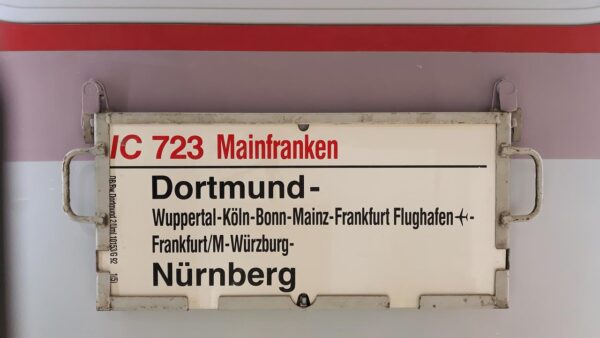 IC 723 Mainfranken
Dortmund-
Wuppertal-Köln-Bonn-Mainz-Frankfurt Flughafen-
Frankfurt/M-Würzburg-
Nürnberg